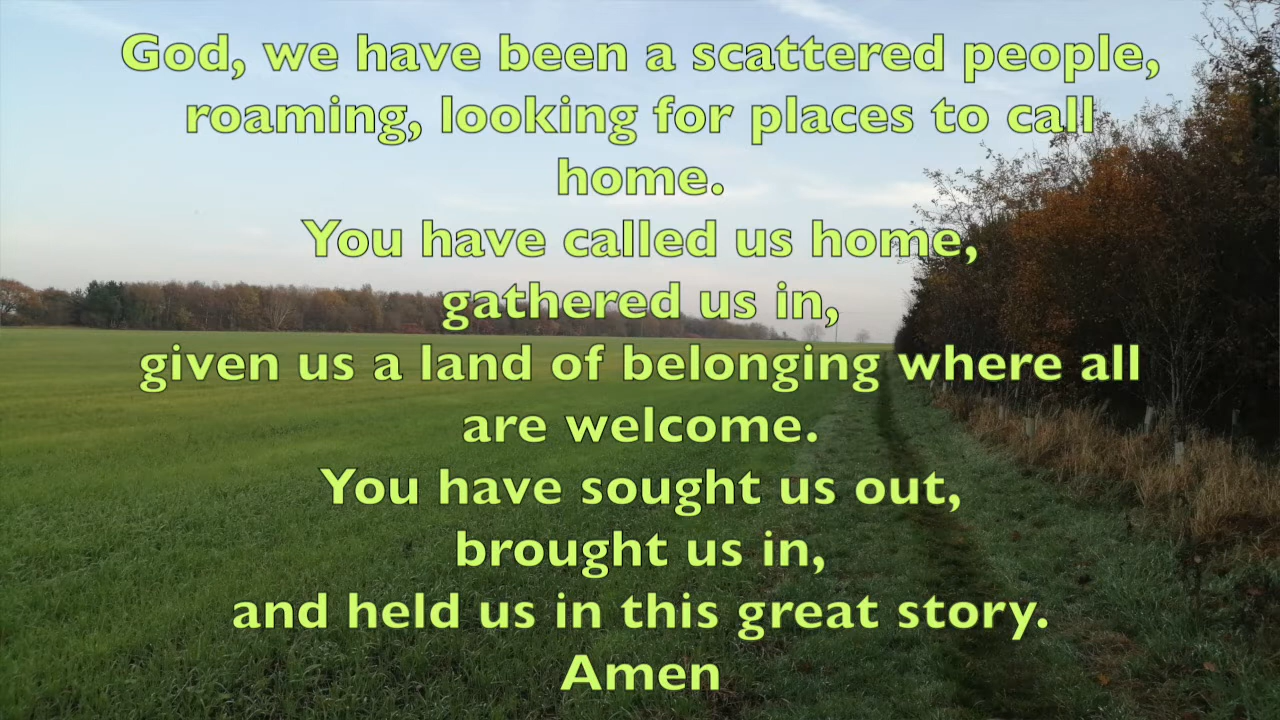 God, we have been a scattered people,
roaming, looking for places to call
home.
You have called us home,
gathered us in,
given us a land of belonging where all
are welcome.
You have sought us out,
brought us in,
and held us in this great story.
Amen